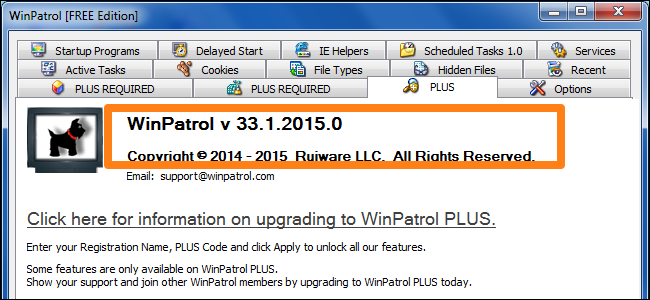 WinPatrol [FREE Edition]
Startup Programs Delayed Start IE Helpers Scheduled Tasks 1.0 Services
Active Tasks Cookies File Types Hidden Files Recent
PLUS REQUIRED PLUS REQUIRED PLUS Options
WinPatrol v 33.1.2015.0
Copyright © 2014 - 2015 Ruiware LLC. All Rights Reserved.
Email: support@winpatrol.com
Click here for information on upgrading to WinPatrol PLUS.
Enter your Registration Name, PLUS Code and click Apply to unlock all our features.
Some features are only available on WinPatrol PLUS.
Show your support and join other WinPatrol members by upgrading to WinPatrol PLUS today.